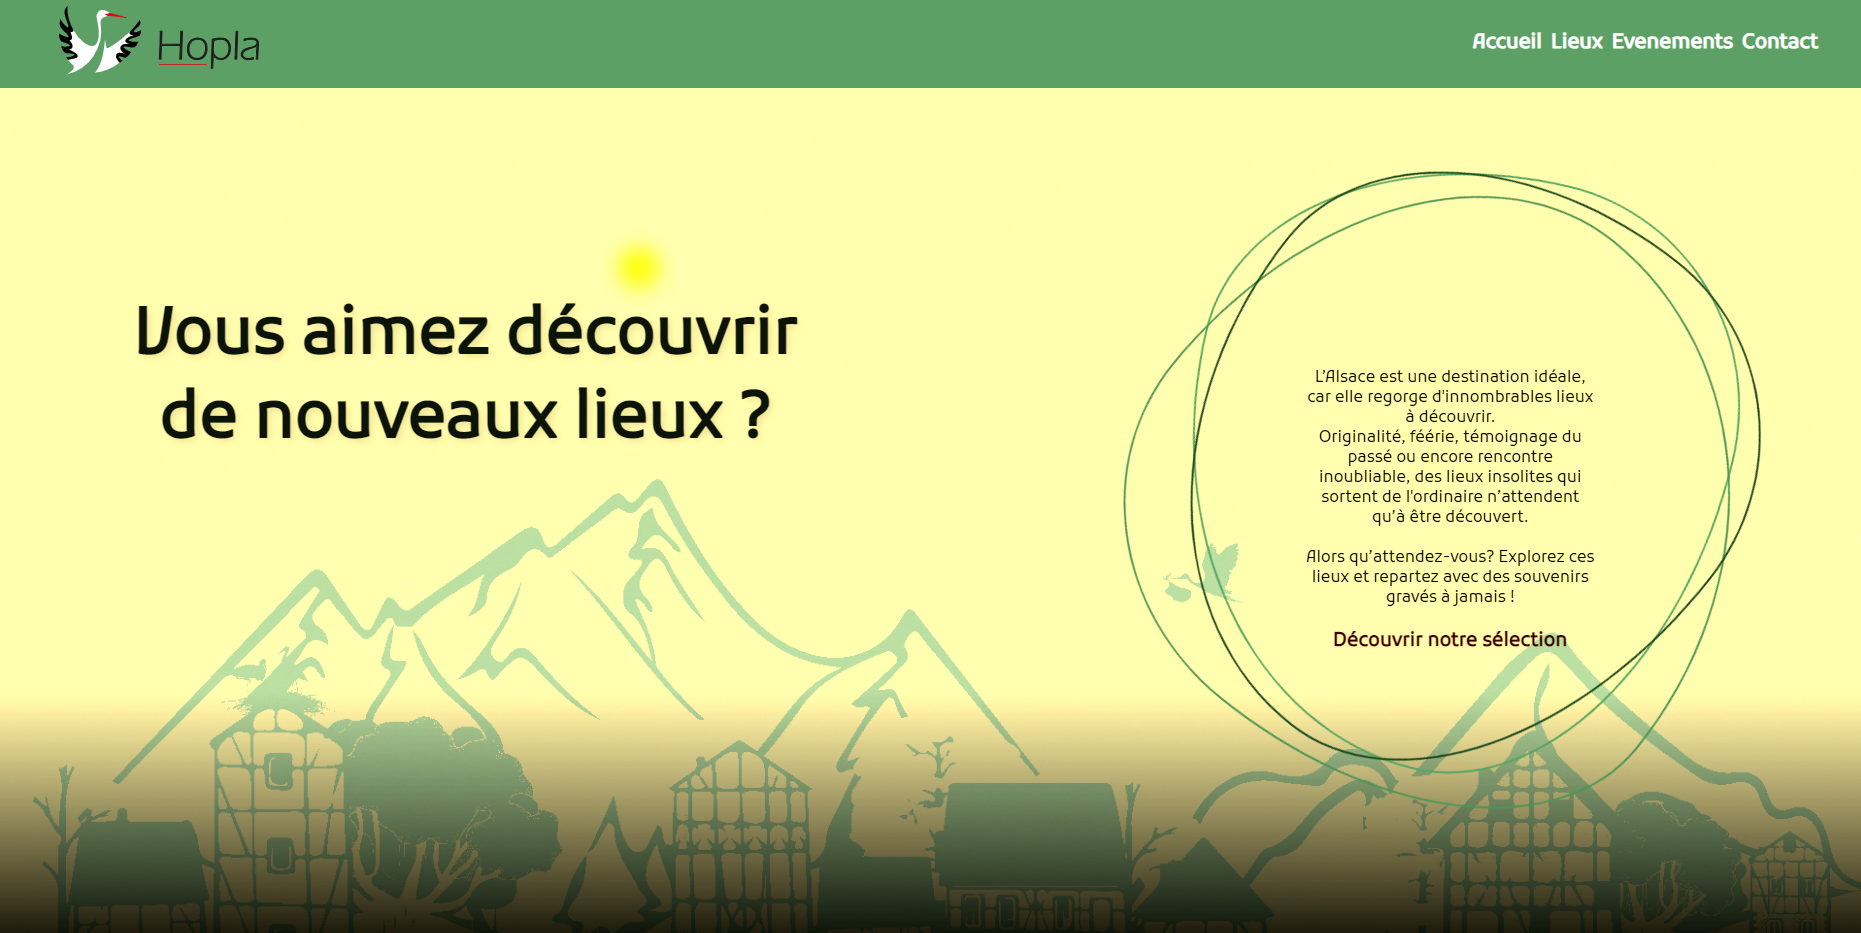 Hopla
Accueil Lieux Evenements Contact
Vous aimez découvrir
de nouveaux lieux ?
L’Alsace est une destination idéale,
car elle regorge d'innombrables lieux
à découvrir.
Originalité, féérie, témoignage du
passé ou encore rencontre
inoubliable, des lieux insolites qui
sortent de l'ordinaire n’attendent
qu’à être découvert.
Alors qu’attendez-vous? Explorez ces
lieux et repartez avec des souvenirs
gravés à jamais !
Découvrir notre sélection